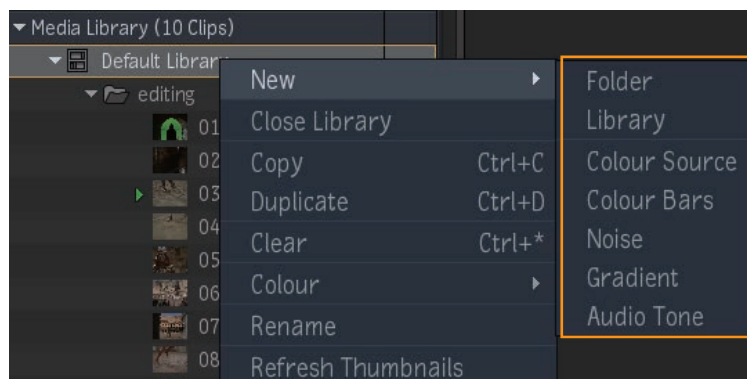 Media Library (10 Clips)
Default Library
editing
01
02
03
04
05
06
07
08
New
Close Library
Copy Ctrl+C
Duplicate Ctrl+D
Clear Ctrl+*
Colour
Rename
Refresh Thumbnails
Folder
Library
Colour Source
Colour Bars
Noise
Gradient
Audio Tone